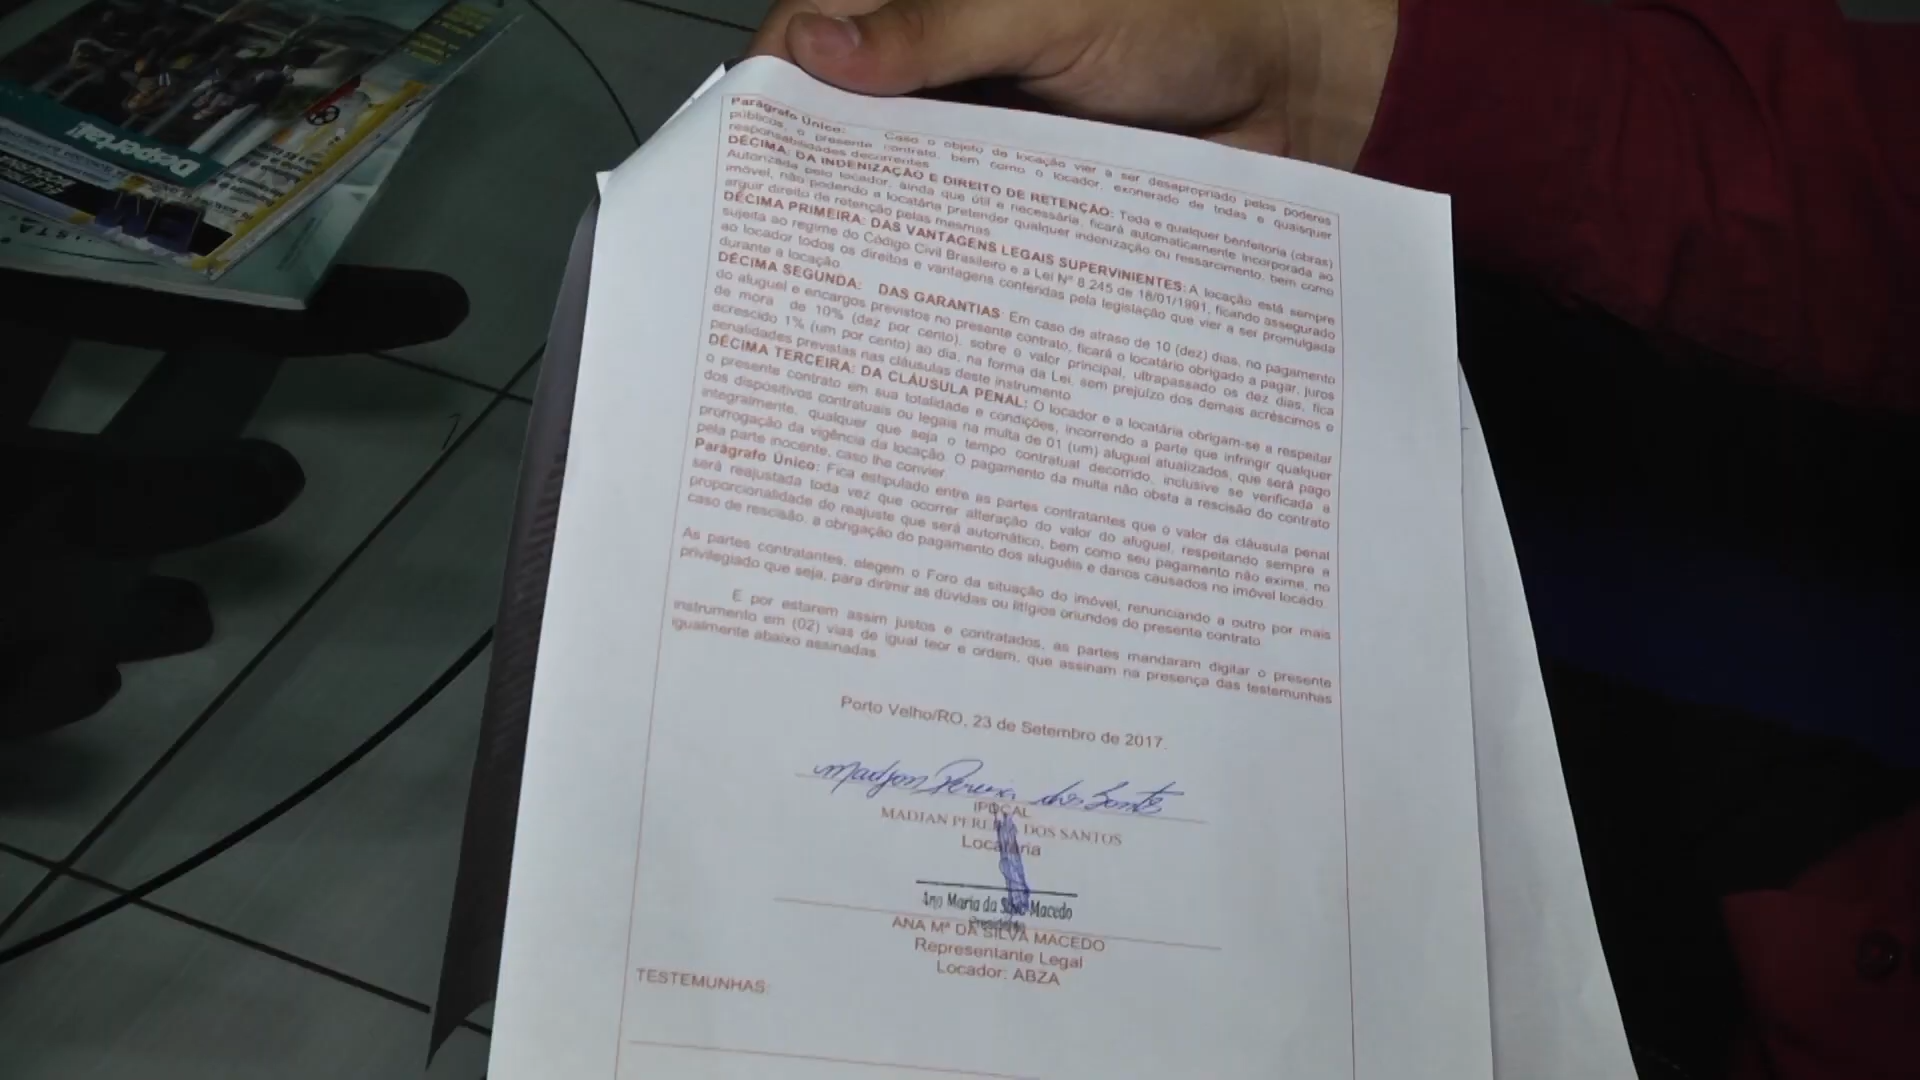 Despertai!
Parágrafo Único: Caso o objeto da locação vier a ser desapropriado pelos poderes
públicos, o presente contrato, bem como o locador, exonerado de todas e quaisquer
responsabilidades decorrentes.
DÉCIMA: DA INDENIZAÇÃO E DIREITO DE RETENÇÃO: Toda e qualquer benfeitoria (obras)
Autorizada pelo locador, ainda que útil e necessária, ficará automaticamente incorporada ao
imóvel, não podendo a locatária pretender qualquer indenização ou ressarcimento, bem como
arguir direito de retenção pelas mesmas.
DÉCIMA PRIMEIRA: DAS VANTAGENS LEGAIS SUPERVINIENTES: A locação está sempre
sujeita ao regime do Código Civil Brasileiro e a Lei Nº 8.245 de 18/01/1991, ficando assegurado
ao locador todos os direitos e vantagens conferidas pela legislação que vier a ser promulgada
durante a locação.
DÉCIMA SEGUNDA: DAS GARANTIAS: Em caso de atraso de 10 (dez) dias, no pagamento
do aluguel e encargos previstos no presente contrato, ficará o locatário obrigado a pagar, juros
de mora de 10% (dez por cento), sobre o valor principal, ultrapassado os dez dias, fica
acrescido 1% (um por cento) ao dia, na forma da Lei, sem prejuízo dos demais acréscimos e
penalidades previstas nas cláusulas deste instrumento.
DÉCIMA TERCEIRA: DA CLÁUSULA PENAL: O locador e a locatária obrigam-se a respeitar
o presente contrato em sua totalidade e condições, incorrendo a parte que infringir qualquer
dos dispositivos contratuais ou legais na multa de 01 (um) aluguel atualizados, que será pago
integralmente, qualquer que seja o tempo contratual decorrido, inclusive se verificada a
prorrogação da vigência da locação. O pagamento da multa não obsta a rescisão do contrato
pela parte inocente, caso lhe convier.
Parágrafo Único: Fica estipulado entre as partes contratantes que o valor da cláusula penal
será reajustada toda vez que ocorrer alteração do valor do aluguel, respeitando sempre a
proporcionalidade do reajuste que será automático, bem como seu pagamento não exime, no
caso de rescisão, a obrigação do pagamento dos aluguéis e danos causados no imóvel locado.
As partes contratantes, elegem o Foro da situação do imóvel, renunciando a outro por mais
privilegiado que seja, para dirimir as dúvidas ou litígios oriundos do presente contrato.
E por estarem assim justos e contratados, as partes mandaram digitar o presente
instrumento em (02) vias de igual teor e ordem, que assinam na presença das testemunhas
igualmente abaixo assinadas.
Porto Velho/RO, 23 de Setembro de 2017.
Madjan Pereira dos Santos
IPOCAL
MADJAN PEREIRA DOS SANTOS
Locatária
Ana Maria da Silva Macedo
Presidente
ANA Mª DA SILVA MACEDO
Representante Legal
Locador: ABZA
TESTEMUNHAS: